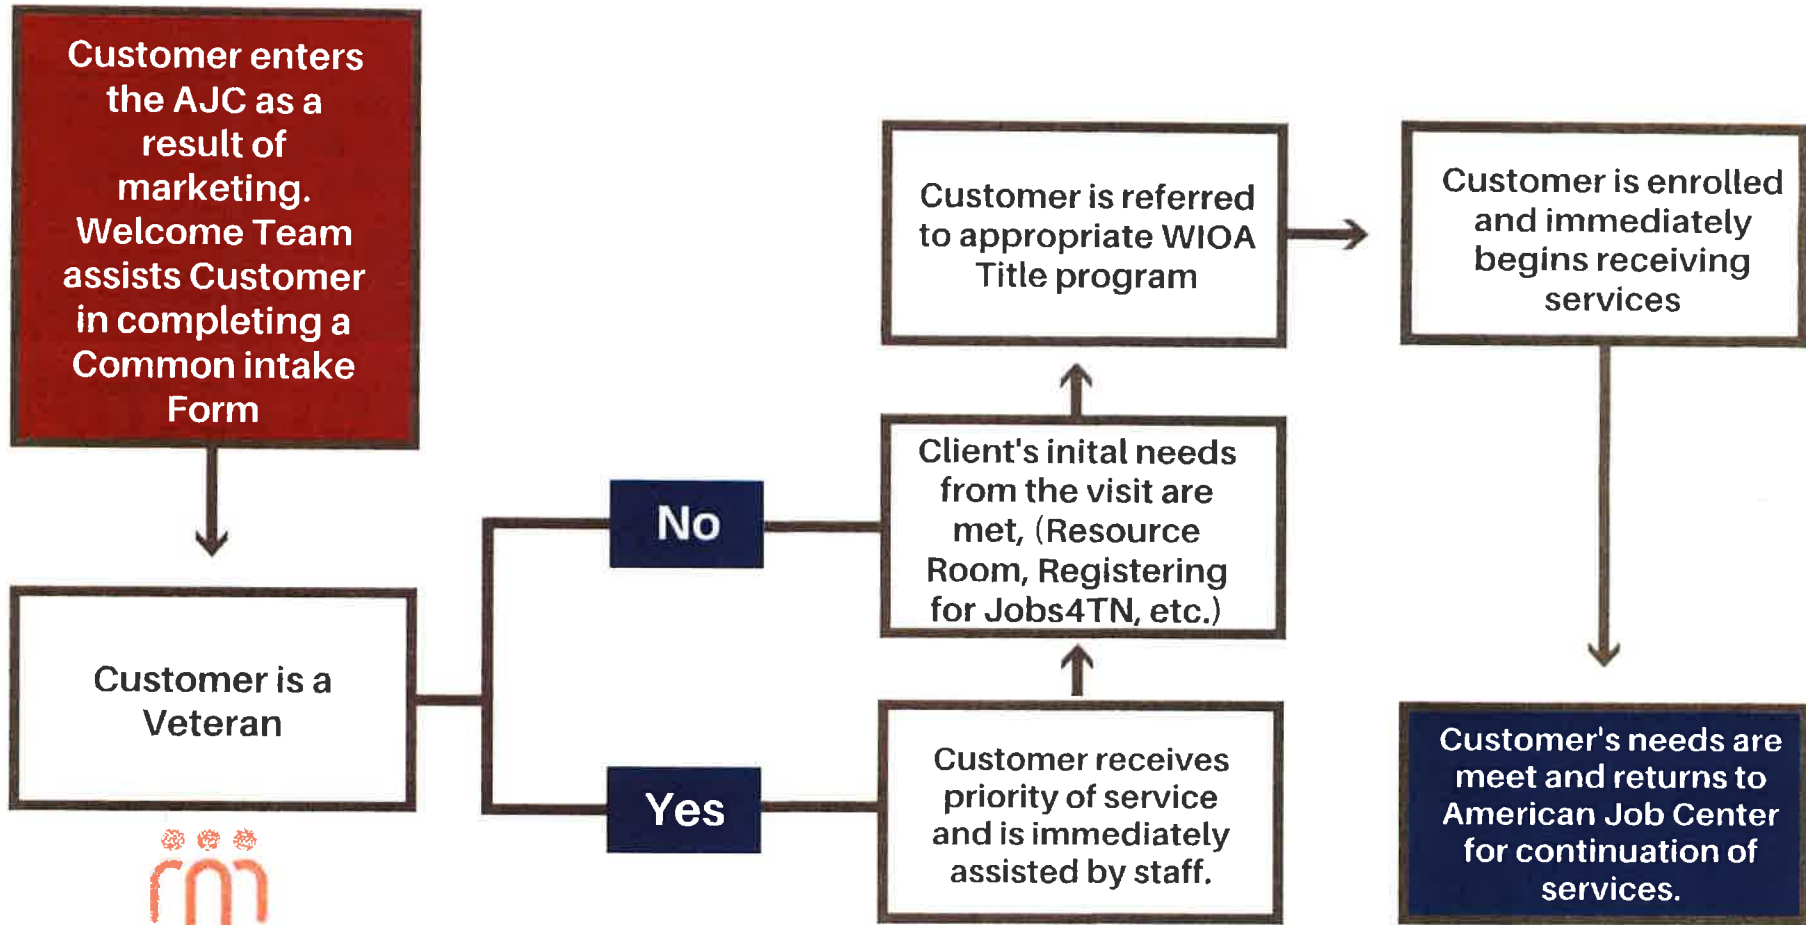 Customer enters
the AJC as a
result of
marketing.
Welcome Team
assists Customer
in completing a
Common intake
Form
Customer is a
Veteran
No
Yes
Client's inital needs
from the visit are
met, (Resource
Room, Registering
for Jobs4TN, etc.)
Customer receives
priority of service
and is immediately
assisted by staff.
Customer is referred
to appropriate WIOA
Title program
Customer is enrolled
and immediately
begins receiving
services
Customer's needs are
meet and returns to
American Job Center
for continuation of
services.